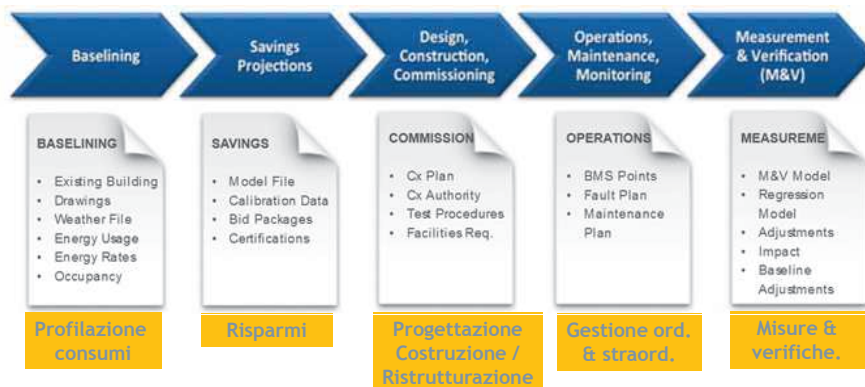 Baselining
Savings
Projections
Design,
Construction,
Commissioning
Operations,
Maintenance,
Monitoring
Measurement
& Verification
(M&V)
BASELINING
• Existing Building
• Drawings
• Weather File
• Energy Usage
• Energy Rates
• Occupancy
SAVINGS
• Model File
• Calibration Data
• Bid Packages
• Certifications
COMMISSION
• Cx Plan
• Cx Authority
• Test Procedures
• Facilities Req.
OPERATIONS
• BMS Points
• Fault Plan
• Maintenance
Plan
MEASUREME
• M&V Model
• Regression
Model
• Adjustments
• Impact
• Baseline
Adjustments
Profilazione
consumi
Risparmi
Progettazione
Costruzione /
Ristrutturazione
Gestione ord.
& straord.
Misure &
verifiche.